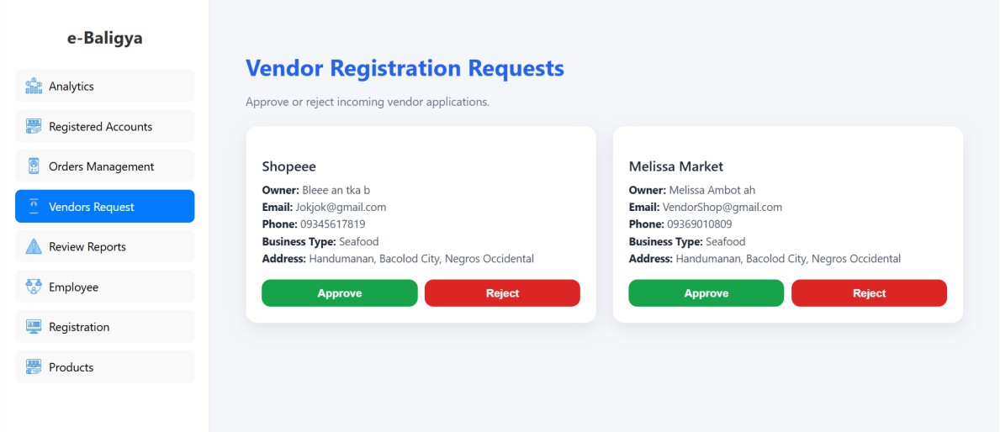 e-Baligya
Analytics
Registered Accounts
Orders Management
Vendors Request
Review Reports
Employee
Registration
Products
Vendor Registration Requests
Approve or reject incoming vendor applications.
Shopeee
Owner: Bleee an tka b
Email: Jokjok@gmail.com
Phone: 09345617819
Business Type: Seafood
Address: Handumanan, Bacolod City, Negros Occidental
Approve Reject
Melissa Market
Owner: Melissa Ambot ah
Email: VendorShop@gmail.com
Phone: 09369010809
Business Type: Seafood
Address: Handumanan, Bacolod City, Negros Occidental
Approve Reject